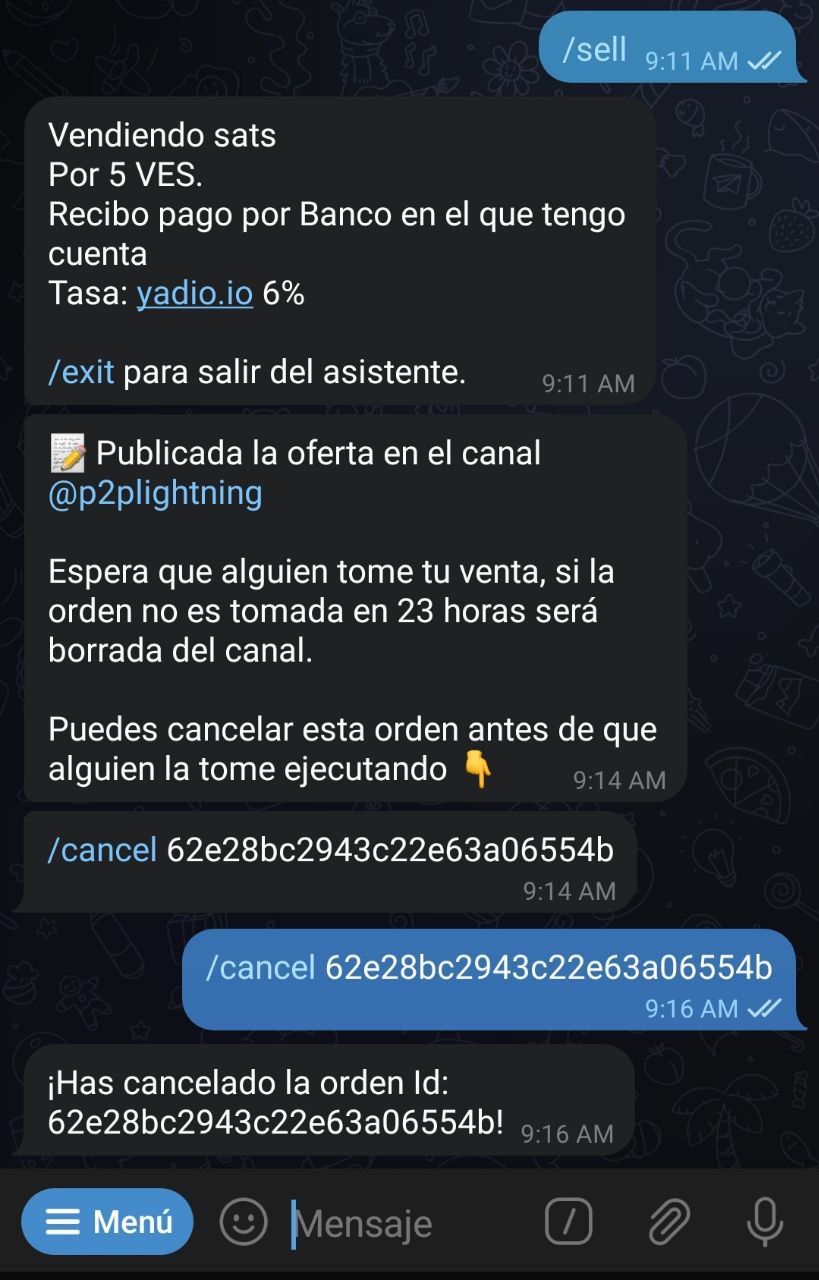 /sell 9:11 AM
Vendiendo sats
Por 5 VES.
Recibo pago por Banco en el que tengo
cuenta
Tasa: yadio.io 6%
/exit para salir del asistente. 9:11 AM
📝 Publicada la oferta en el canal
@p2plightning
Espera que alguien tome tu venta, si la
orden no es tomada en 23 horas será
borrada del canal.
Puedes cancelar esta orden antes de que
alguien la tome ejecutando 👇 9:14 AM
/cancel 62e28bc2943c22e63a06554b
9:14 AM
/cancel 62e28bc2943c22e63a06554b
9:16 AM
¡Has cancelado la orden Id:
62e28bc2943c22e63a06554b! 9:16 AM
Menú Mensaje /